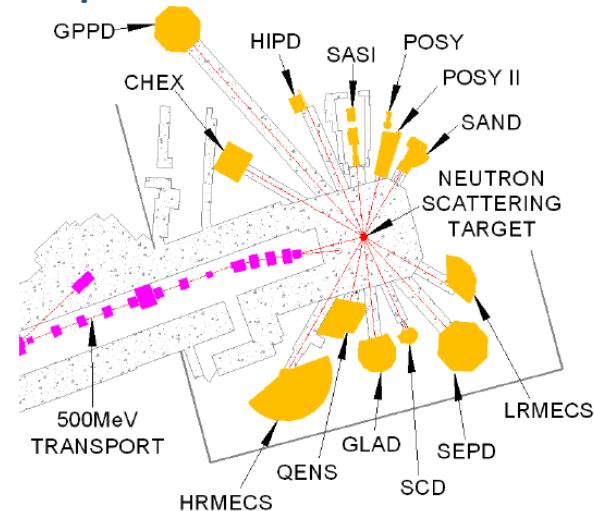 GPPD
HIPD
SASI
POSY
POSY II
CHEX
SAND
NEUTRON
SCATTERING
TARGET
500MeV
TRANSPORT
LRMECS
SEPD
SCD
GLAD
QENS
HRMECS